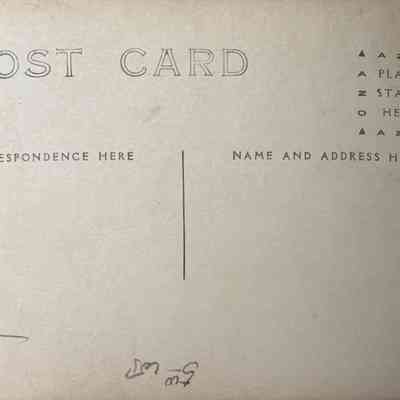 OST CARD
▲ A Z
A PLA
N STA
O HE
▲ A Z
ESPONDENCE HERE
NAME AND ADDRESS H